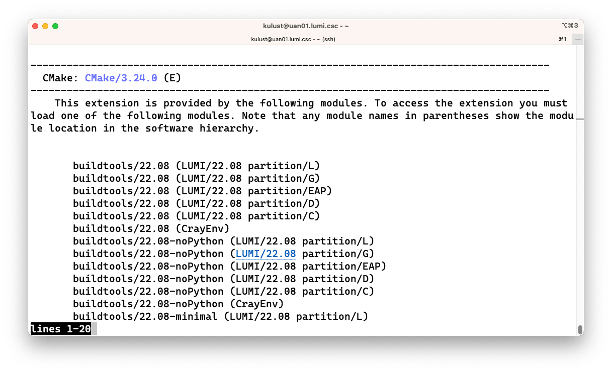 kulust@uan01.lumi.csc - ~
⌥⌘3
kulust@uan01.lumi.csc - ~ (ssh)
⌘1
--------------------------------------------------------------------------------------
CMake: CMake/3.24.0 (E)
--------------------------------------------------------------------------------------
This extension is provided by the following modules. To access the extension you must
load one of the following modules. Note that any module names in parentheses show the modu
le location in the software hierarchy.
buildtools/22.08 (LUMI/22.08 partition/L)
buildtools/22.08 (LUMI/22.08 partition/G)
buildtools/22.08 (LUMI/22.08 partition/EAP)
buildtools/22.08 (LUMI/22.08 partition/D)
buildtools/22.08 (LUMI/22.08 partition/C)
buildtools/22.08 (CrayEnv)
buildtools/22.08-noPython (LUMI/22.08 partition/L)
buildtools/22.08-noPython (LUMI/22.08 partition/G)
buildtools/22.08-noPython (LUMI/22.08 partition/EAP)
buildtools/22.08-noPython (LUMI/22.08 partition/D)
buildtools/22.08-noPython (LUMI/22.08 partition/C)
buildtools/22.08-noPython (CrayEnv)
buildtools/22.08-minimal (LUMI/22.08 partition/L)
lines 1-20